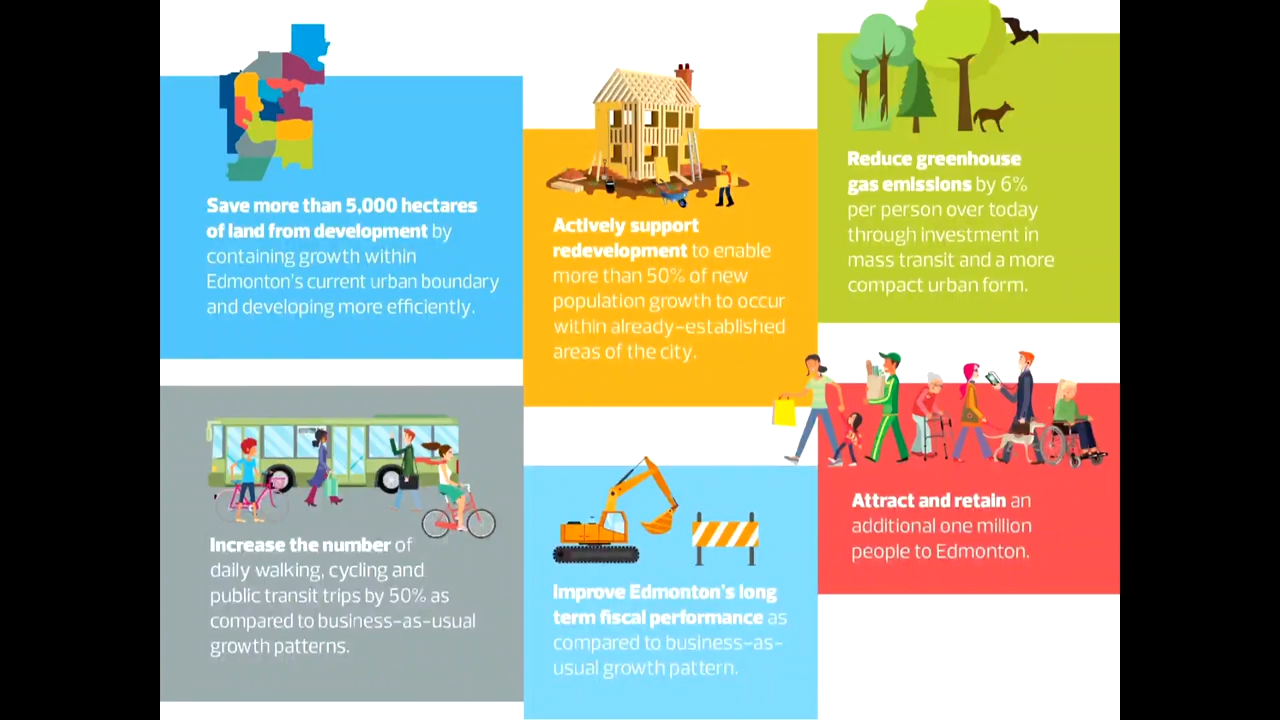 Save more than 5,000 hectares
of land from development by
containing growth within
Edmonton's current urban boundary
and developing more efficiently.
Actively support
redevelopment to enable
more than 50% of new
population growth to occur
within already-established
areas of the city.
Reduce greenhouse
gas emissions by 6%
per person over today
through investment in
mass transit and a more
compact urban form.
Increase the number of
daily walking, cycling and
public transit trips by 50% as
compared to business-as-usual
growth patterns.
Improve Edmonton's long
term fiscal performance as
compared to business-as-
usual growth pattern.
Attract and retain an
additional one million
people to Edmonton.